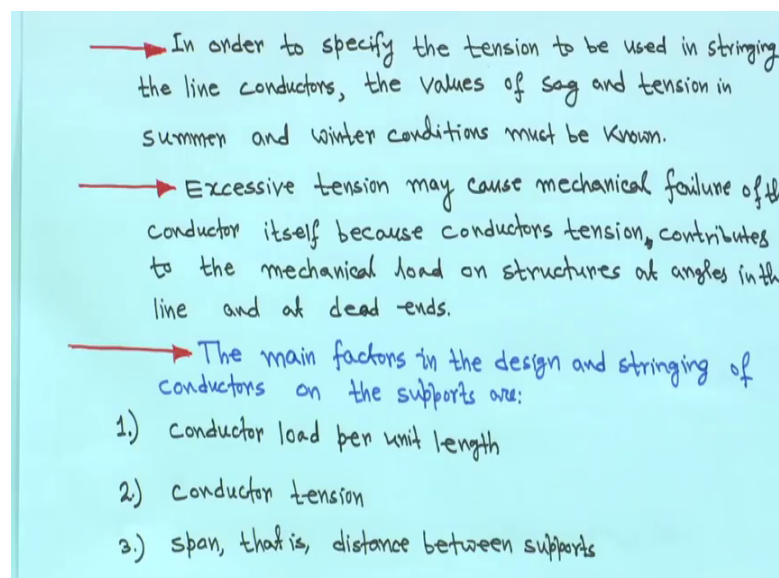 In order to specify the tension to be used in stringing
the line conductors, the values of sag and tension in
summer and winter conditions must be known.
Excessive tension may cause mechanical failure of th
conductor itself because conductors tension, contributes
to the mechanical load on structures at angles in th
line and at dead-ends.
The main factors in the design and stringing of
conductors on the supports are:
1.) conductor load per unit length
2.) conductor tension
3.) span, that is, distance between supports